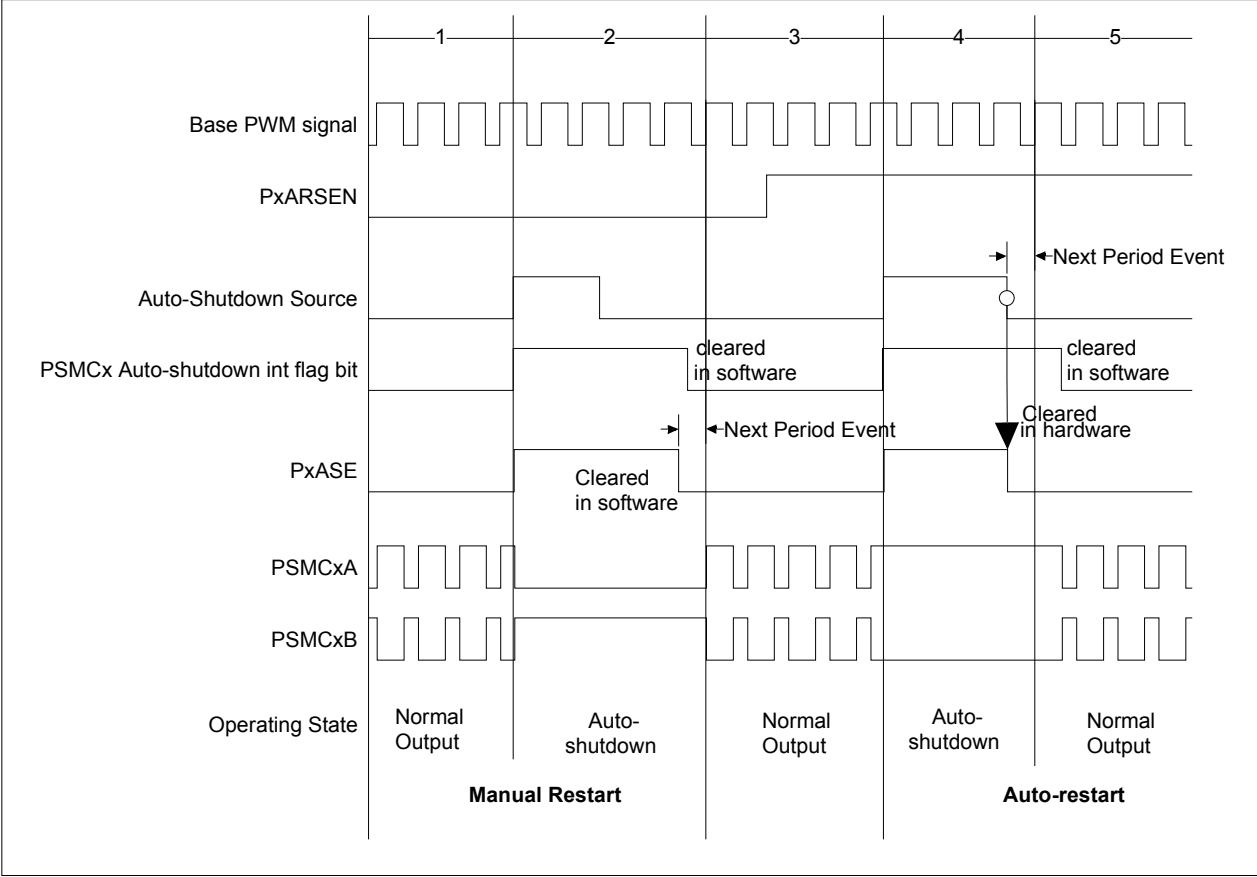 1 2 3 4 5
Base PWM signal
PxARSEN
Next Period Event
Auto-Shutdown Source
cleared
in software
cleared
in software
PSMCx Auto-shutdown int flag bit
Cleared
in hardware
Next Period Event
PxASE
Cleared
in software
PSMCxA
PSMCxB
Operating State
Normal
Output
Auto-
shutdown
Normal
Output
Auto-
shutdown
Normal
Output
Manual Restart
Auto-restart